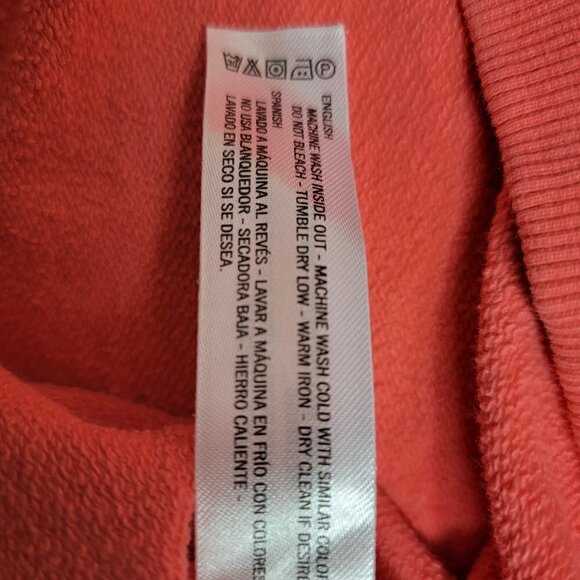 ENGLISH
MACHINE WASH INSIDE OUT - MACHINE WASH COLD WITH SIMILAR COLOR
DO NOT BLEACH - TUMBLE DRY LOW - WARM IRON - DRY CLEAN IF DESIRE
SPANISH
LAVADO A MÁQUINA AL REVÉS - LAVAR A MÁQUINA EN FRÍO CON COLORES
NO USA BLANQUEDOR - SECADORA BAJA - HIERRO CALIENTE -
LAVADO EN SECO SI SE DESEA.